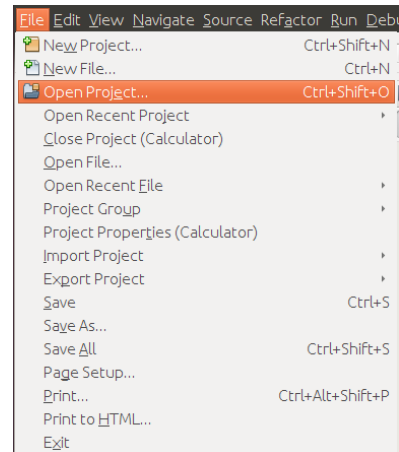 File Edit View Navigate Source Refactor Run Debu
New Project... Ctrl+Shift+N
New File... Ctrl+N
Open Project... Ctrl+Shift+O
Open Recent Project
Close Project (Calculator)
Open File...
Open Recent File
Project Group
Project Properties (Calculator)
Import Project
Export Project
Save Ctrl+S
Save As...
Save All Ctrl+Shift+S
Page Setup...
Print... Ctrl+Alt+Shift+P
Print to HTML...
Exit